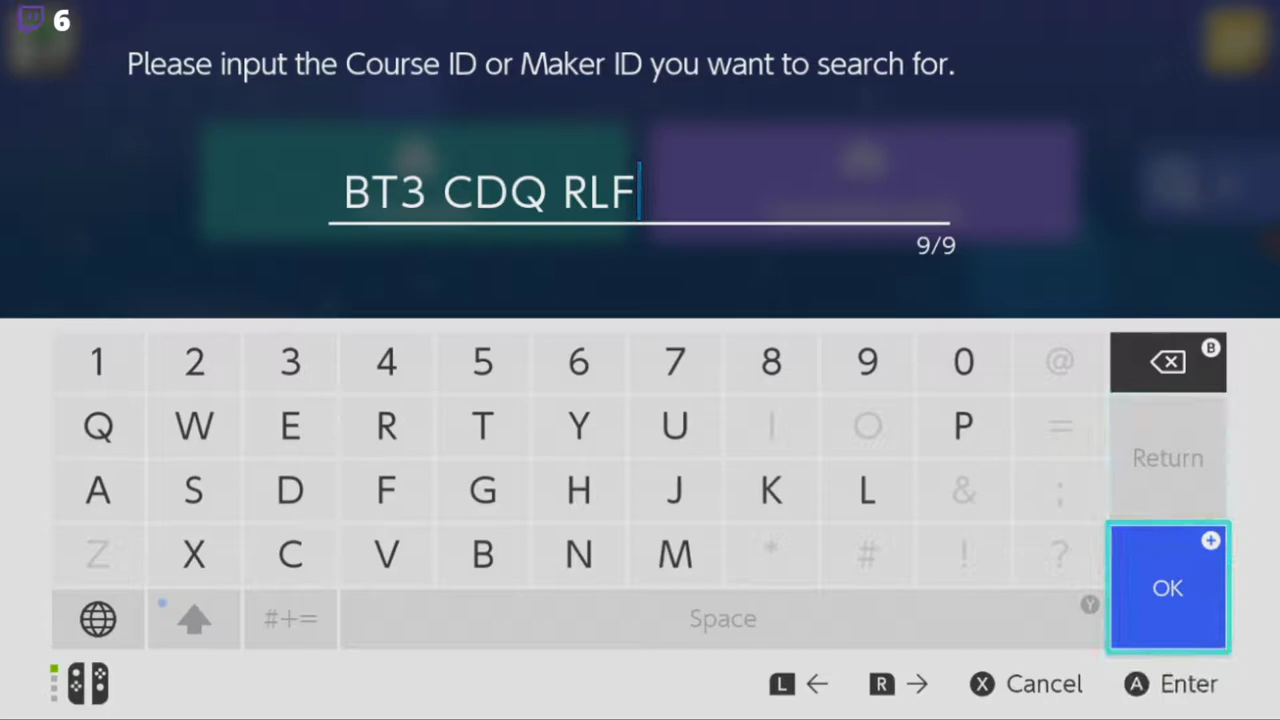 6
Please input the Course ID or Maker ID you want to search for.
BT3 CDQ RLF
9/9
1 2 3 4 5 6 7 8 9 0 @ B
Q W E R T Y U I O P = Return
A S D F G H J K L & ;
Z X C V B N M * # ! ? + OK
#+= Space Y
L ← R → X Cancel A Enter